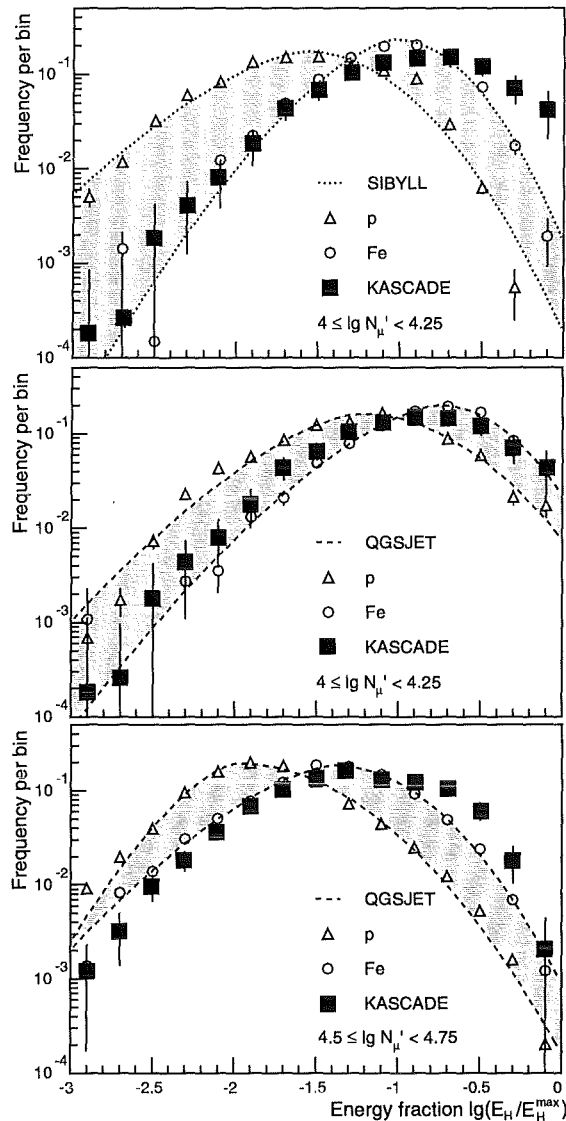 Frequency per bin
10⁻¹
10⁻²
10⁻³
10⁻⁴
SIBYLL
p
Fe
KASCADE
4 ≤ lg Nμ' < 4.25
Frequency per bin
10⁻¹
10⁻²
10⁻³
10⁻⁴
QGSJET
p
Fe
KASCADE
4 ≤ lg Nμ' < 4.25
Frequency per bin
10⁻¹
10⁻²
10⁻³
10⁻⁴
QGSJET
p
Fe
KASCADE
4.5 ≤ lg Nμ' < 4.75
-3 -2.5 -2 -1.5 -1 -0.5 0
Energy fraction lg(E_H/E_H^max)